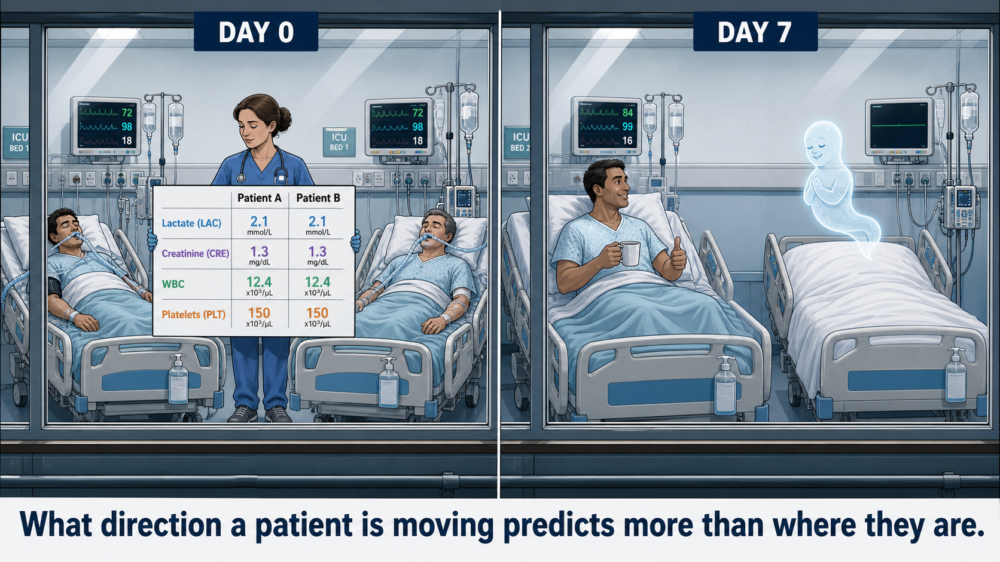 DAY 0
72
98
18
ICU
BED 1
ICU
BED 1
72
98
18
Patient A Patient B
Lactate (LAC) 2.1 mmol/L 2.1 mmol/L
Creatinine (CRE) 1.3 mg/dL 1.3 mg/dL
WBC 12.4 x10³/µL 12.4 x10³/µL
Platelets (PLT) 150 x10³/µL 150 x10³/µL
DAY 7
ICU
BED 2
84
99
16
What direction a patient is moving predicts more than where they are.